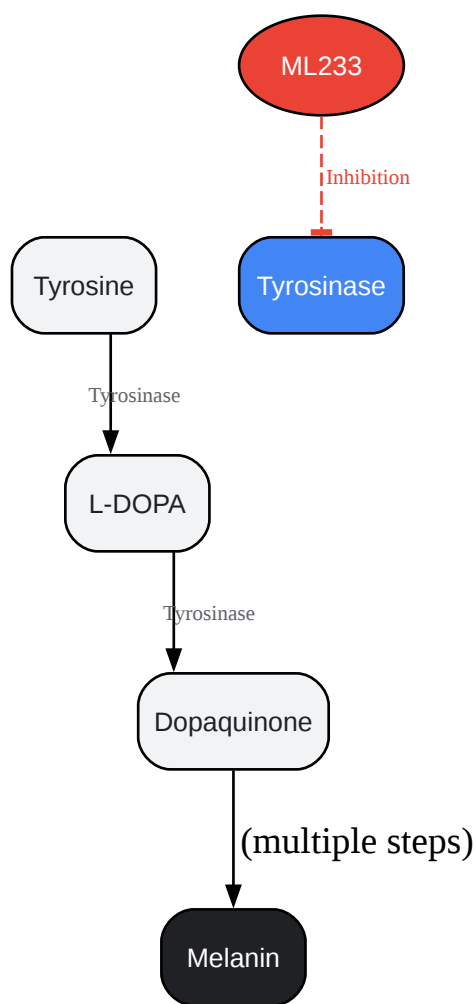 ML233
Inhibition
Tyrosine
Tyrosinase
Tyrosinase
L-DOPA
Tyrosinase
Dopaquinone
(multiple steps)
Melanin